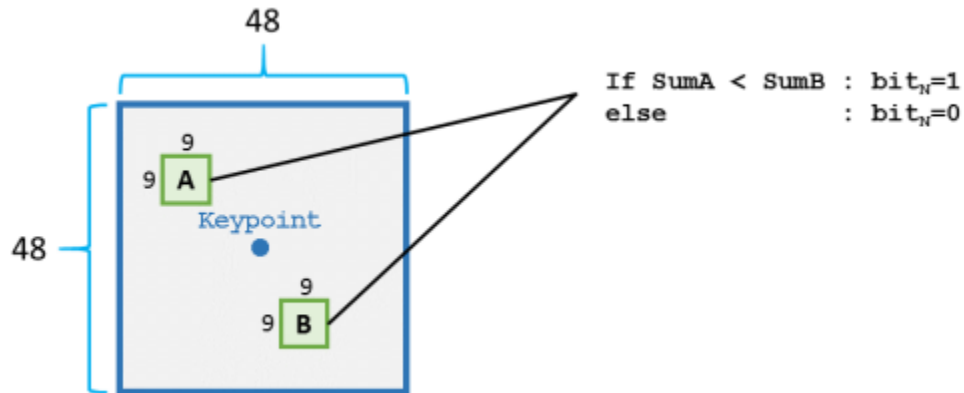 48
If SumA < SumB : bitN=1
else : bitN=0
9
9 A
Keypoint
48
9
9 B